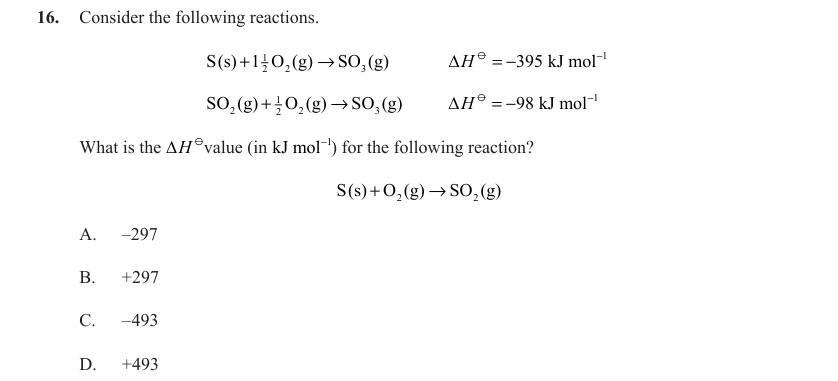 16. Consider the following reactions.
S(s)+1½O₂(g)→SO₃(g) ΔH⊖ =–395 kJ mol⁻¹
SO₂(g)+½O₂(g)→SO₃(g) ΔH⊖ =–98 kJ mol⁻¹
What is the ΔH⊖value (in kJ mol⁻¹) for the following reaction?
S(s)+O₂(g)→SO₂(g)
A. –297
B. +297
C. –493
D. +493